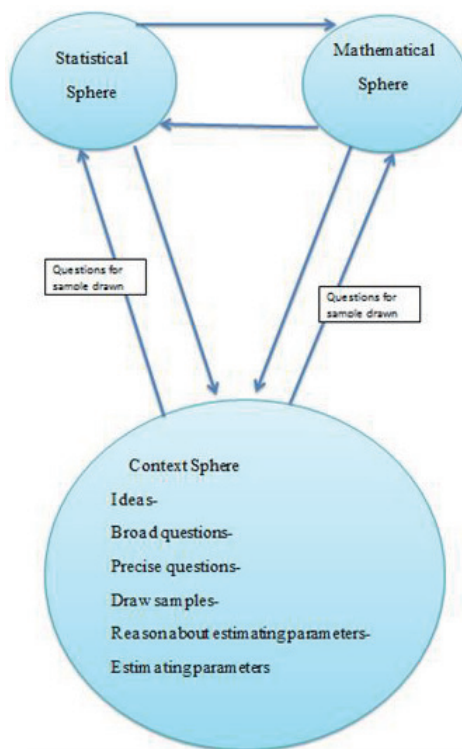 Statistical
Sphere
Mathematical
Sphere
Questions for
sample drawn
Questions for
sample drawn
Context Sphere
Ideas-
Broad questions-
Precise questions-
Draw samples-
Reason about estimating parameters-
Estimating parameters